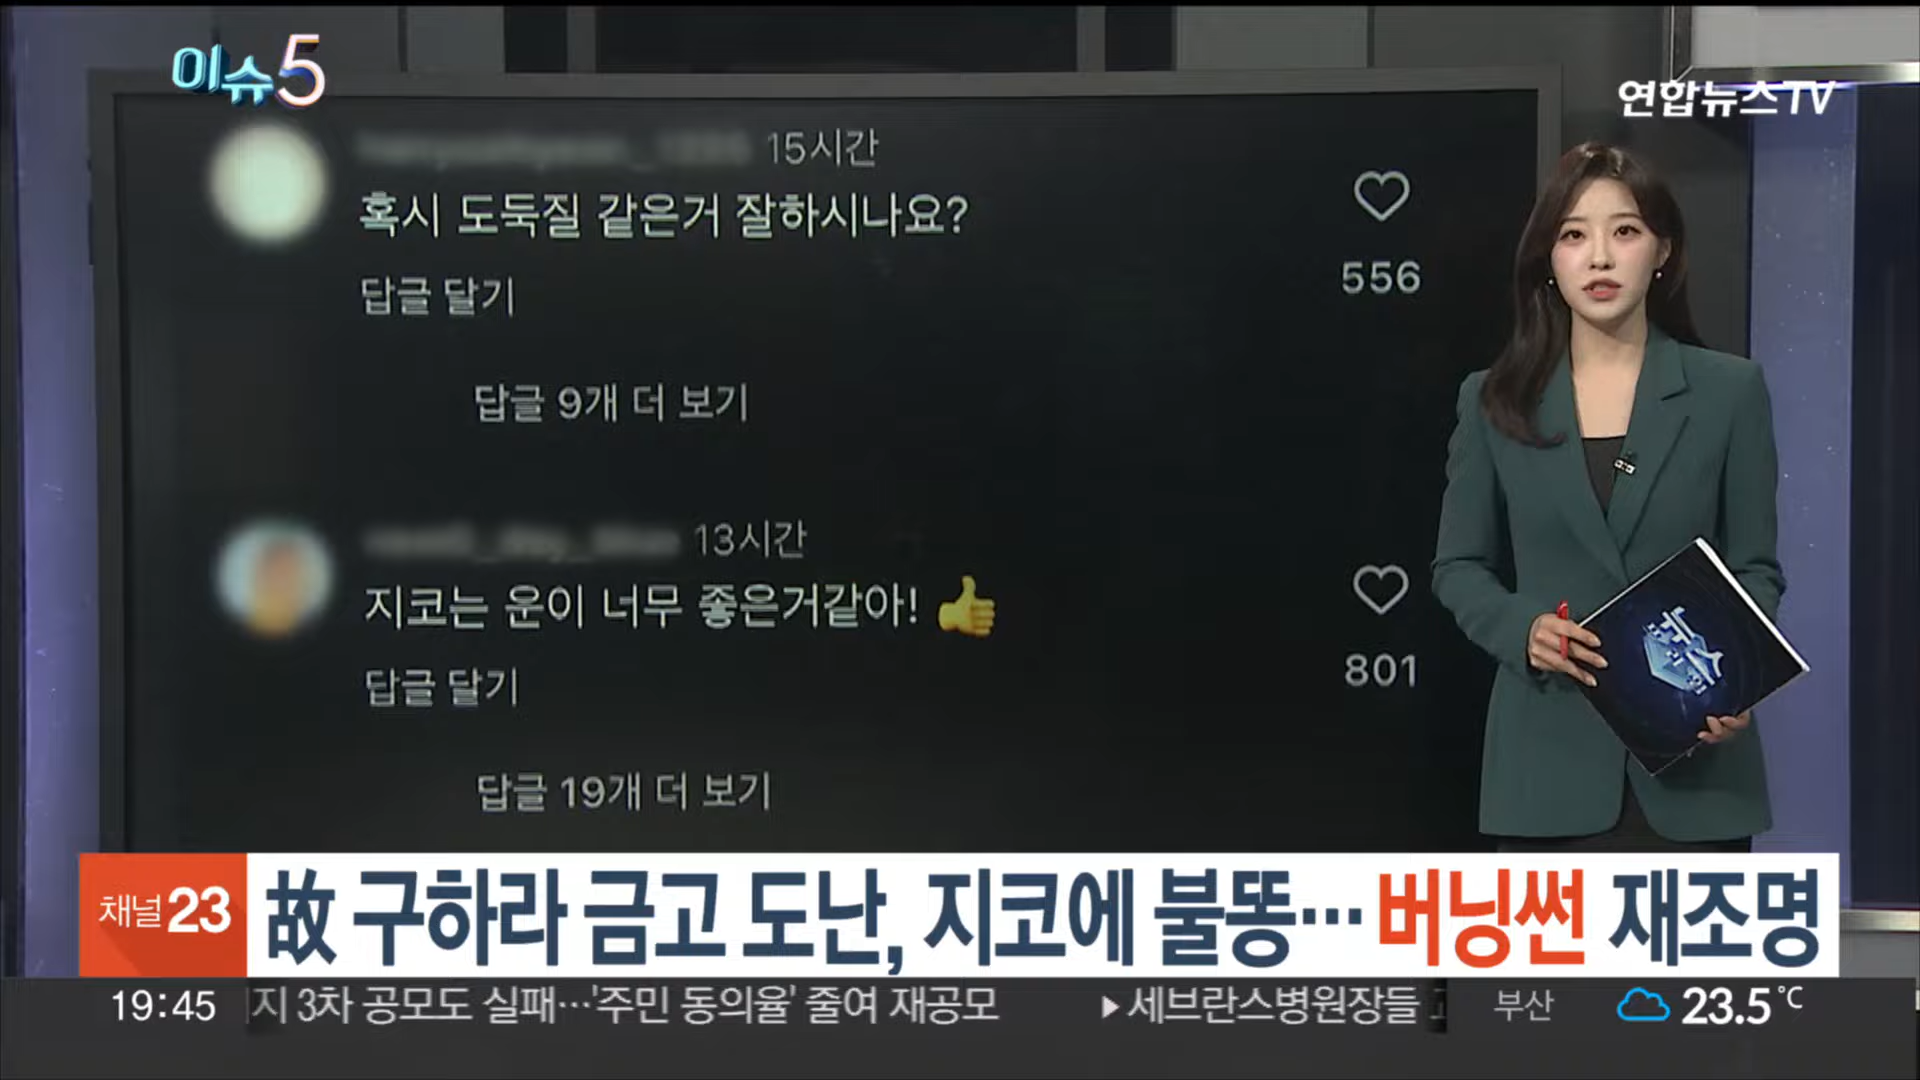 이슈5
연합뉴스TV
15시간
혹시 도둑질 같은거 잘하시나요?
556
답글 달기
답글 9개 더 보기
13시간
지코는 운이 너무 좋은거같아!👍
801
답글 달기
답글 19개 더 보기
채널23
故 구하라 금고 도난, 지코에 불똥…버닝썬 재조명
19:45
지 3차 공모도 실패…'주민 동의율' 줄여 재공모 ▶세브란스병원장들
부산
23.5℃